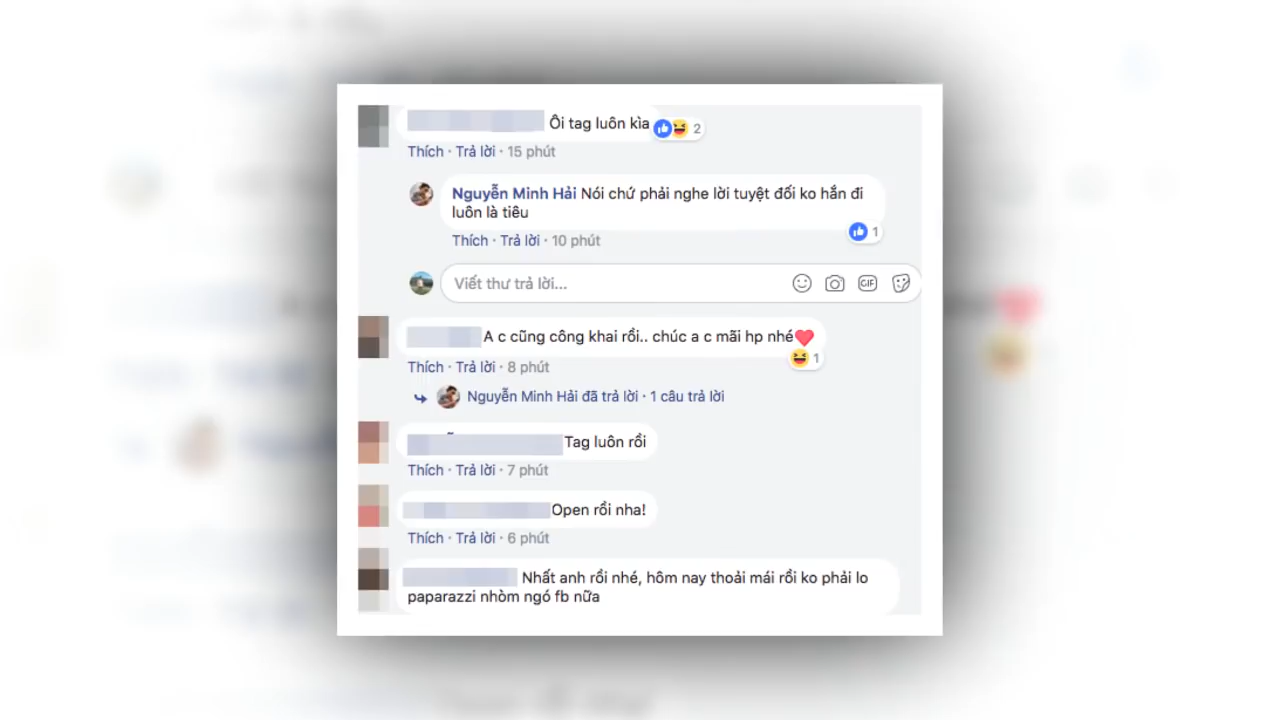 Ôi tag luôn kìa
2
Thích · Trả lời · 15 phút
Nguyễn Minh Hải Nói chứ phải nghe lời tuyệt đối ko hắn đi
luôn là tiêu
1
Thích · Trả lời · 10 phút
Viết thư trả lời...
GIF
A c cũng công khai rồi.. chúc a c mãi hp nhé
1
Thích · Trả lời · 8 phút
Nguyễn Minh Hải đã trả lời · 1 câu trả lời
Tag luôn rồi
Thích · Trả lời · 7 phút
Open rồi nha!
Thích · Trả lời · 6 phút
Nhất anh rồi nhé, hôm nay thoải mái rồi ko phải lo
paparazzi nhòm ngó fb nữa